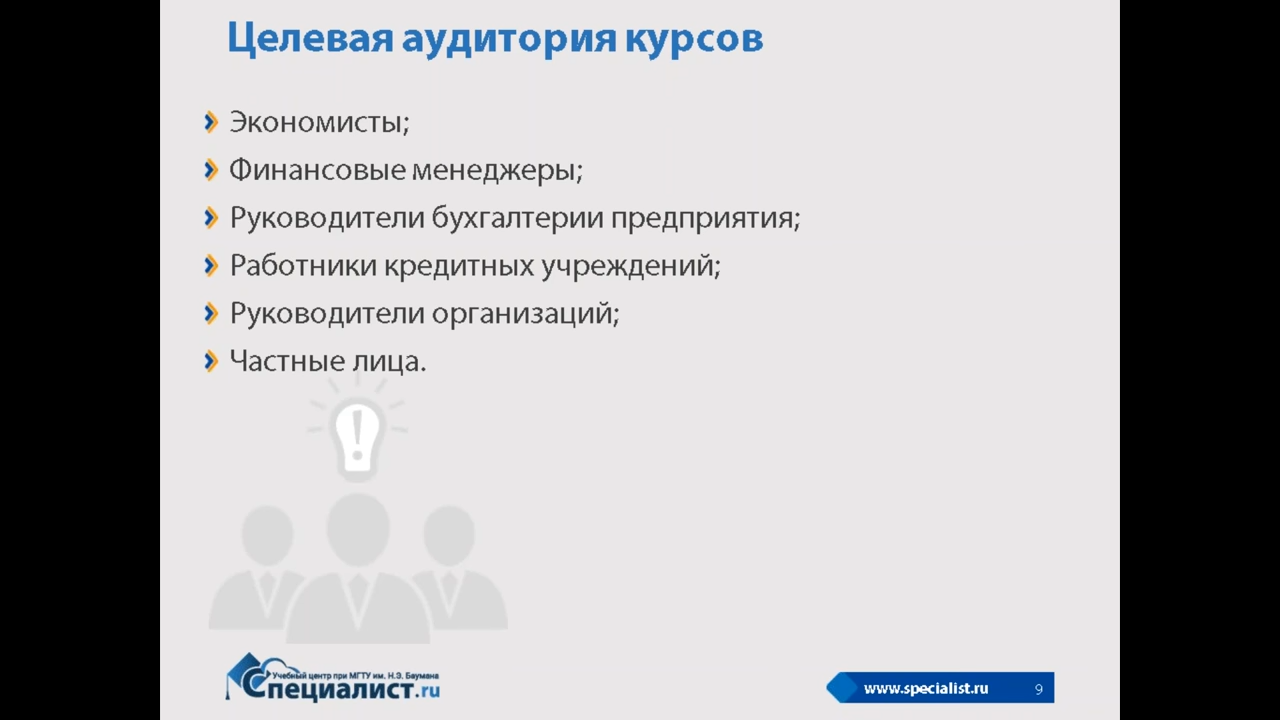 Целевая аудитория курсов
Экономисты;
Финансовые менеджеры;
Руководители бухгалтерии предприятия;
Работники кредитных учреждений;
Руководители организаций;
Частные лица.
Учебный центр при МГТУ им. Н.Э. Баумана
Специалист.ru
www.specialist.ru 9